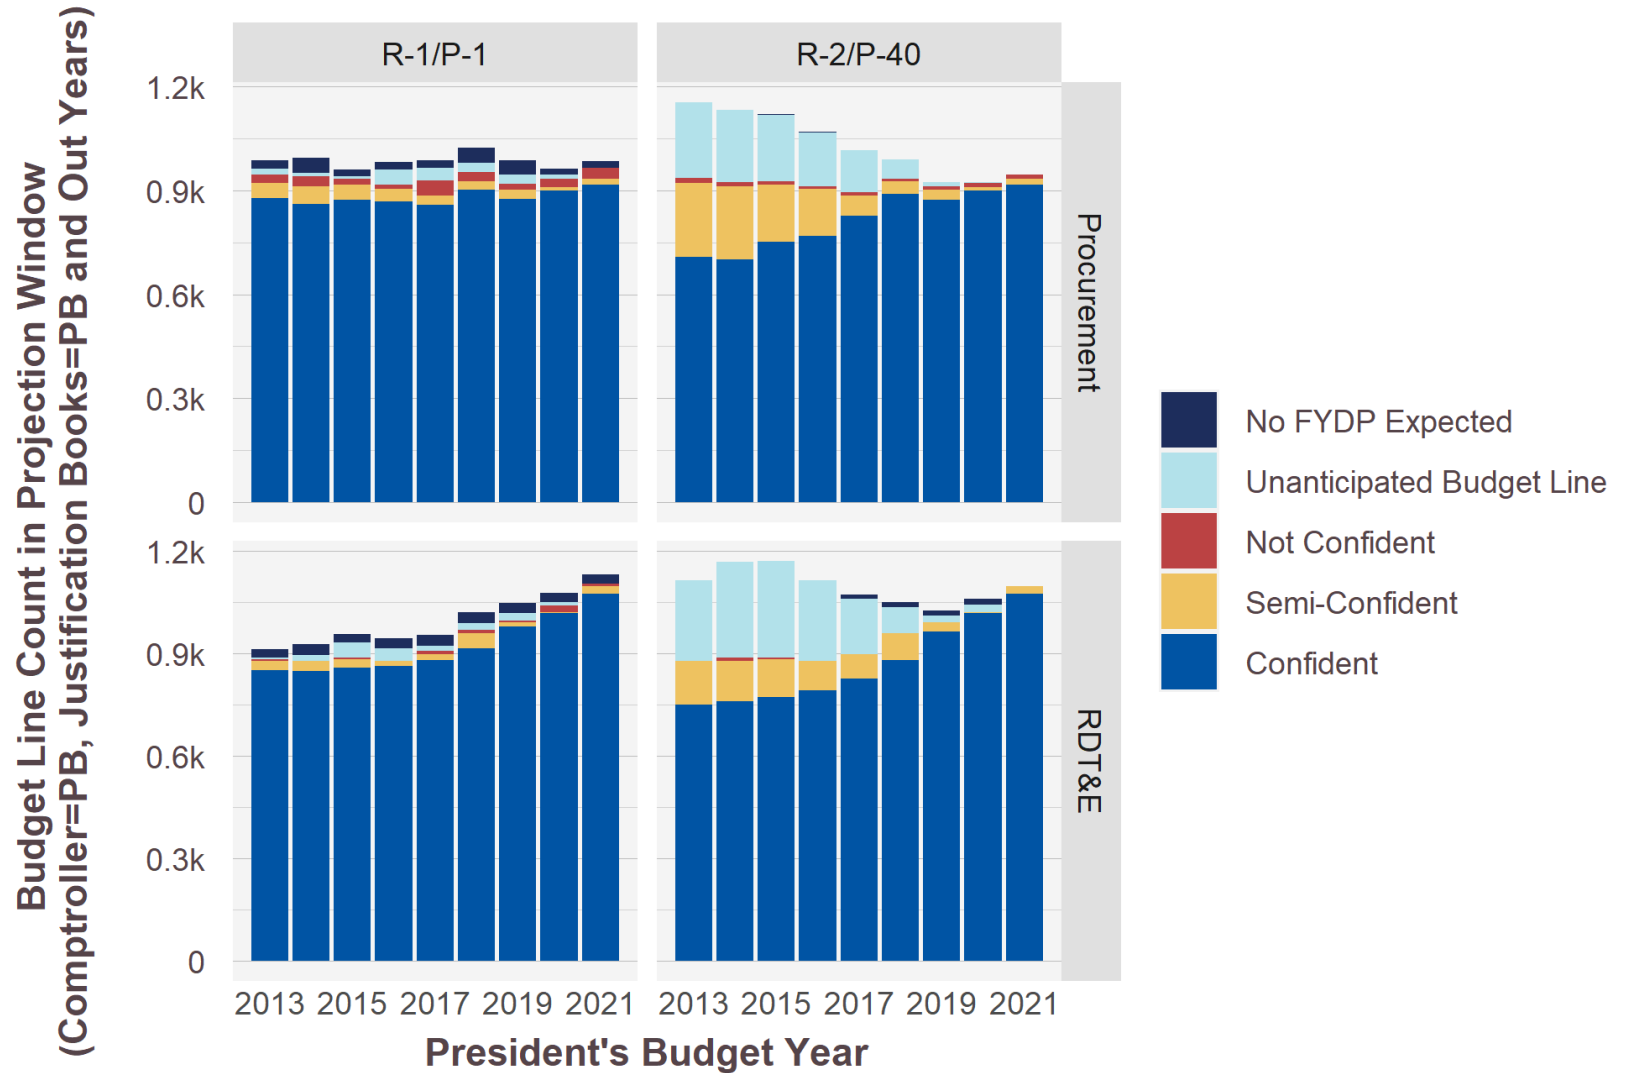 Budget Line Count in Projection Window
(Comptroller=PB, Justification Books=PB and Out Years)
R-1/P-1
R-2/P-40
1.2k
0.9k
0.6k
0.3k
0
Procurement
1.2k
0.9k
0.6k
0.3k
0
RDT&E
2013 2015 2017 2019 2021
2013 2015 2017 2019 2021
President's Budget Year
No FYDP Expected
Unanticipated Budget Line
Not Confident
Semi-Confident
Confident